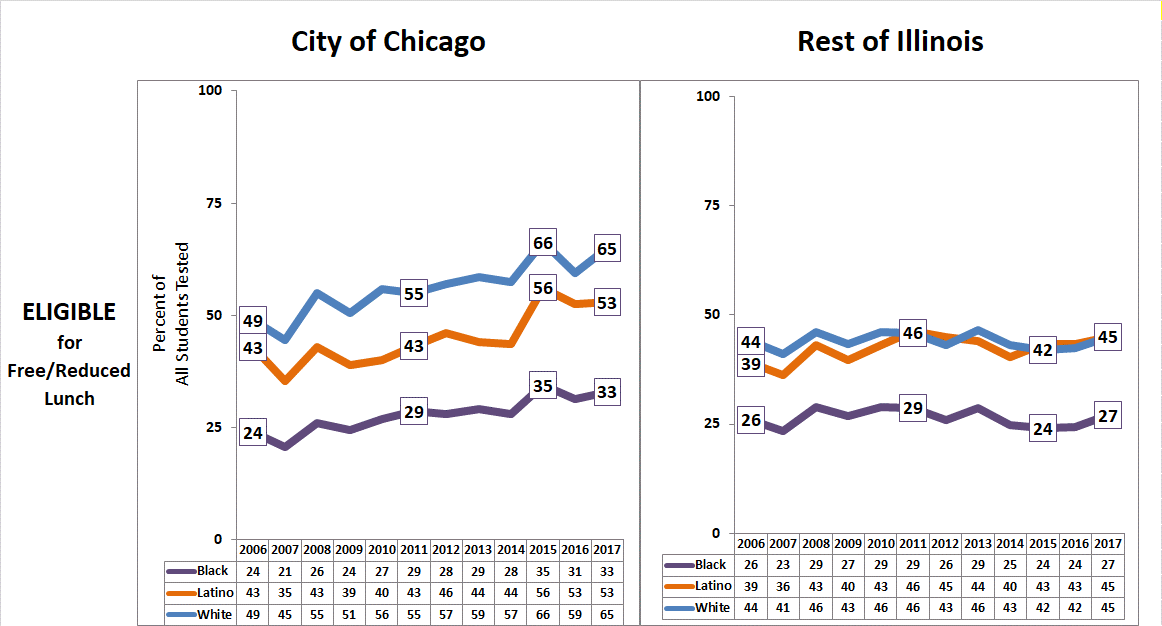 City of Chicago
Rest of Illinois
ELIGIBLE
for
Free/Reduced
Lunch
Percent of
All Students Tested
100
75
50
25
0
49
43
24
55
43
29
66
56
35
65
53
33
2006 2007 2008 2009 2010 2011 2012 2013 2014 2015 2016 2017
Black 24 21 26 24 27 29 28 29 28 35 31 33
Latino 43 35 43 39 40 43 46 44 44 56 53 53
White 49 45 55 51 56 55 57 59 57 66 59 65
100
75
50
25
0
44
39
26
46
29
42
24
45
27
2006 2007 2008 2009 2010 2011 2012 2013 2014 2015 2016 2017
Black 26 23 29 27 29 29 26 29 25 24 24 27
Latino 39 36 43 40 43 46 45 44 40 43 43 45
White 44 41 46 43 46 46 43 46 43 42 42 45